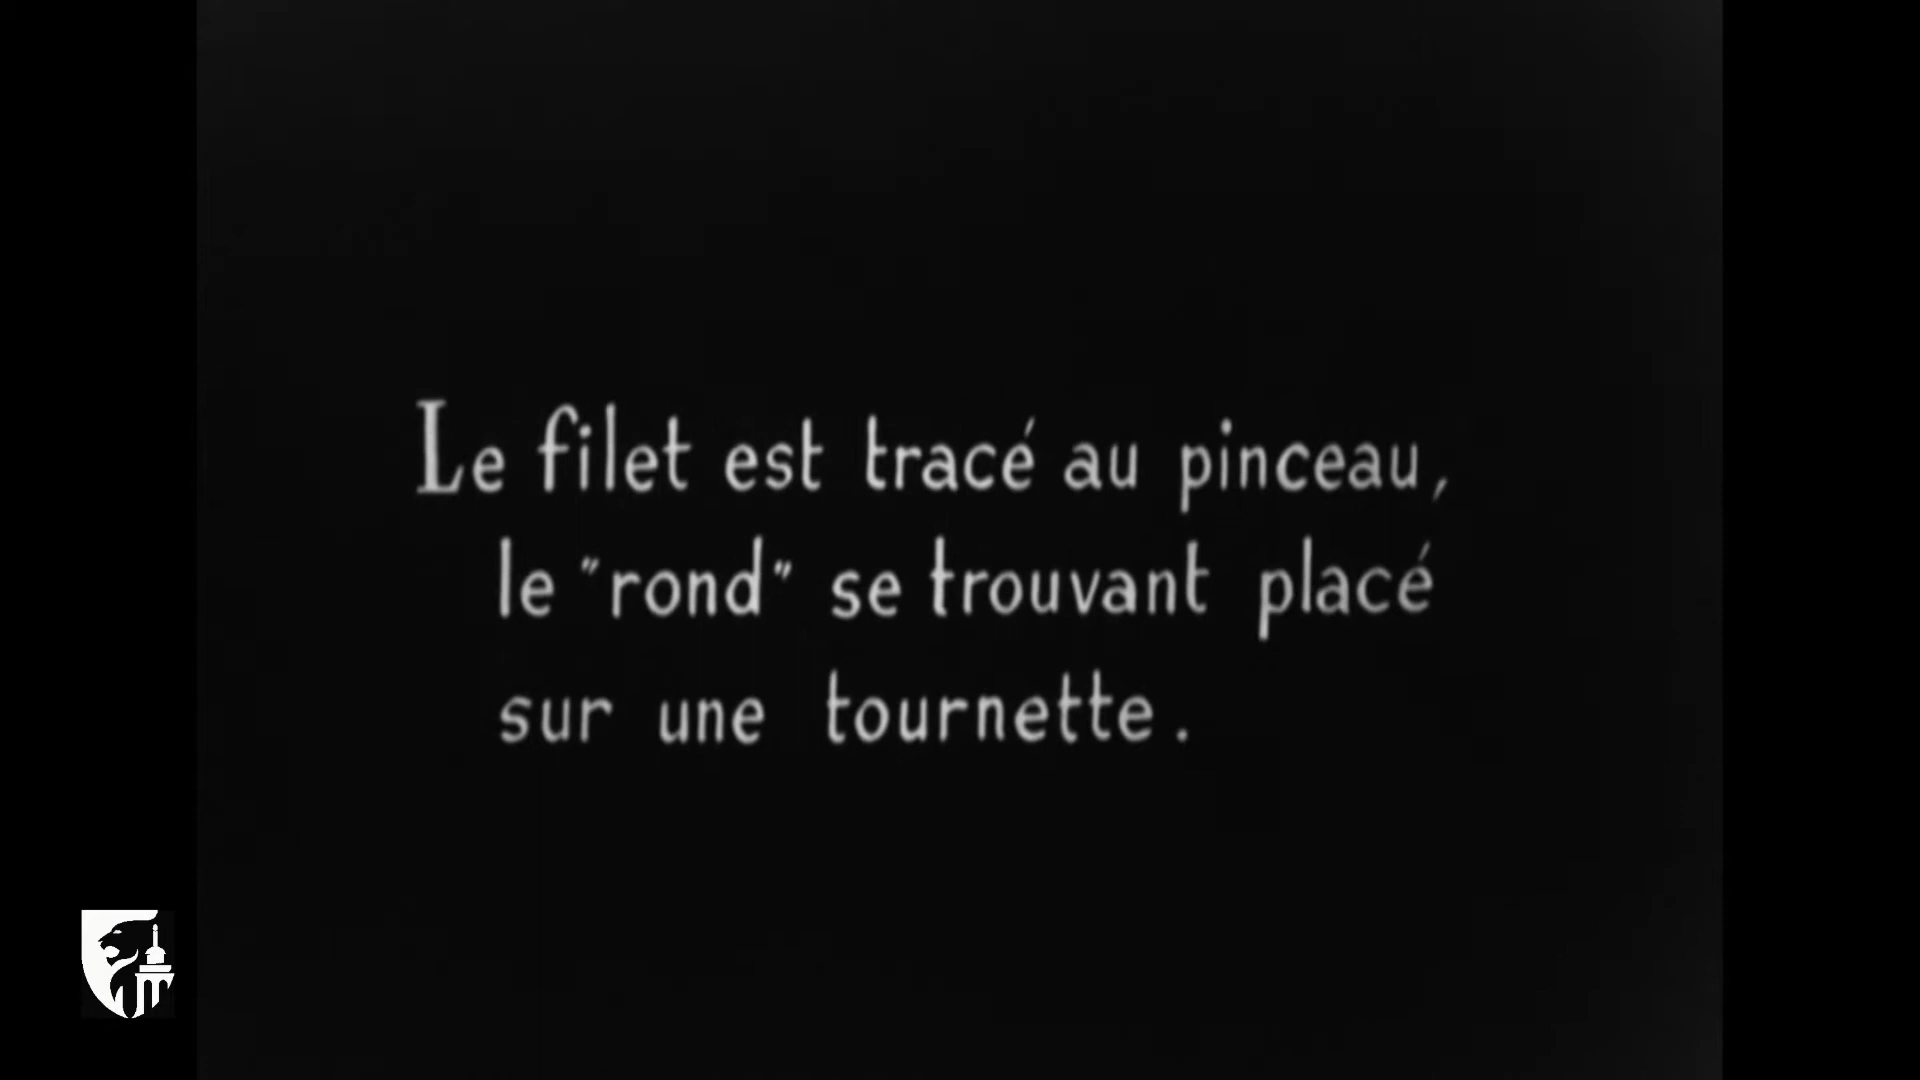 Le filet est tracé au pinceau,
le "rond" se trouvant placé
sur une tournette.